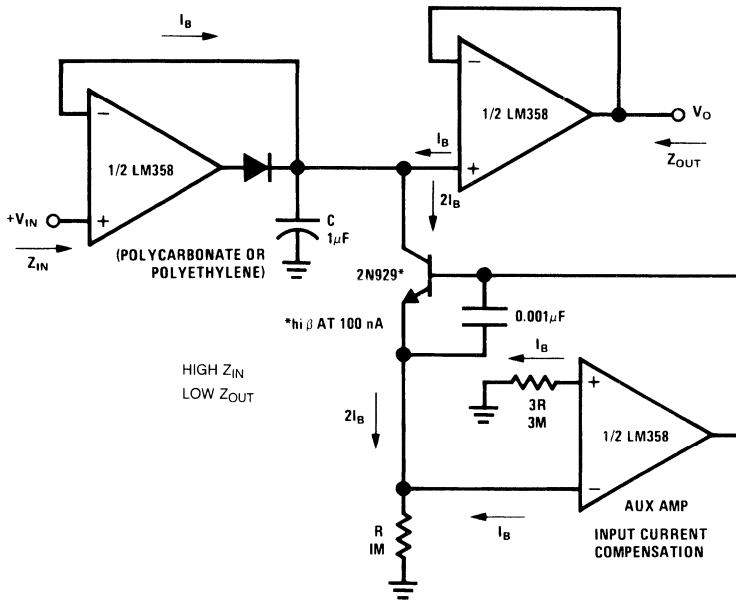 I_B
−
1/2 LM358
+V_IN
+
Z_IN
C
1μF
(POLYCARBONATE OR
POLYETHYLENE)
−
1/2 LM358
+
I_B
V_O
Z_OUT
2I_B
2N929*
*hi β AT 100 nA
0.001μF
HIGH Z_IN
LOW Z_OUT
I_B
3R
3M
+
1/2 LM358
−
2I_B
I_B
R
1M
AUX AMP
INPUT CURRENT
COMPENSATION